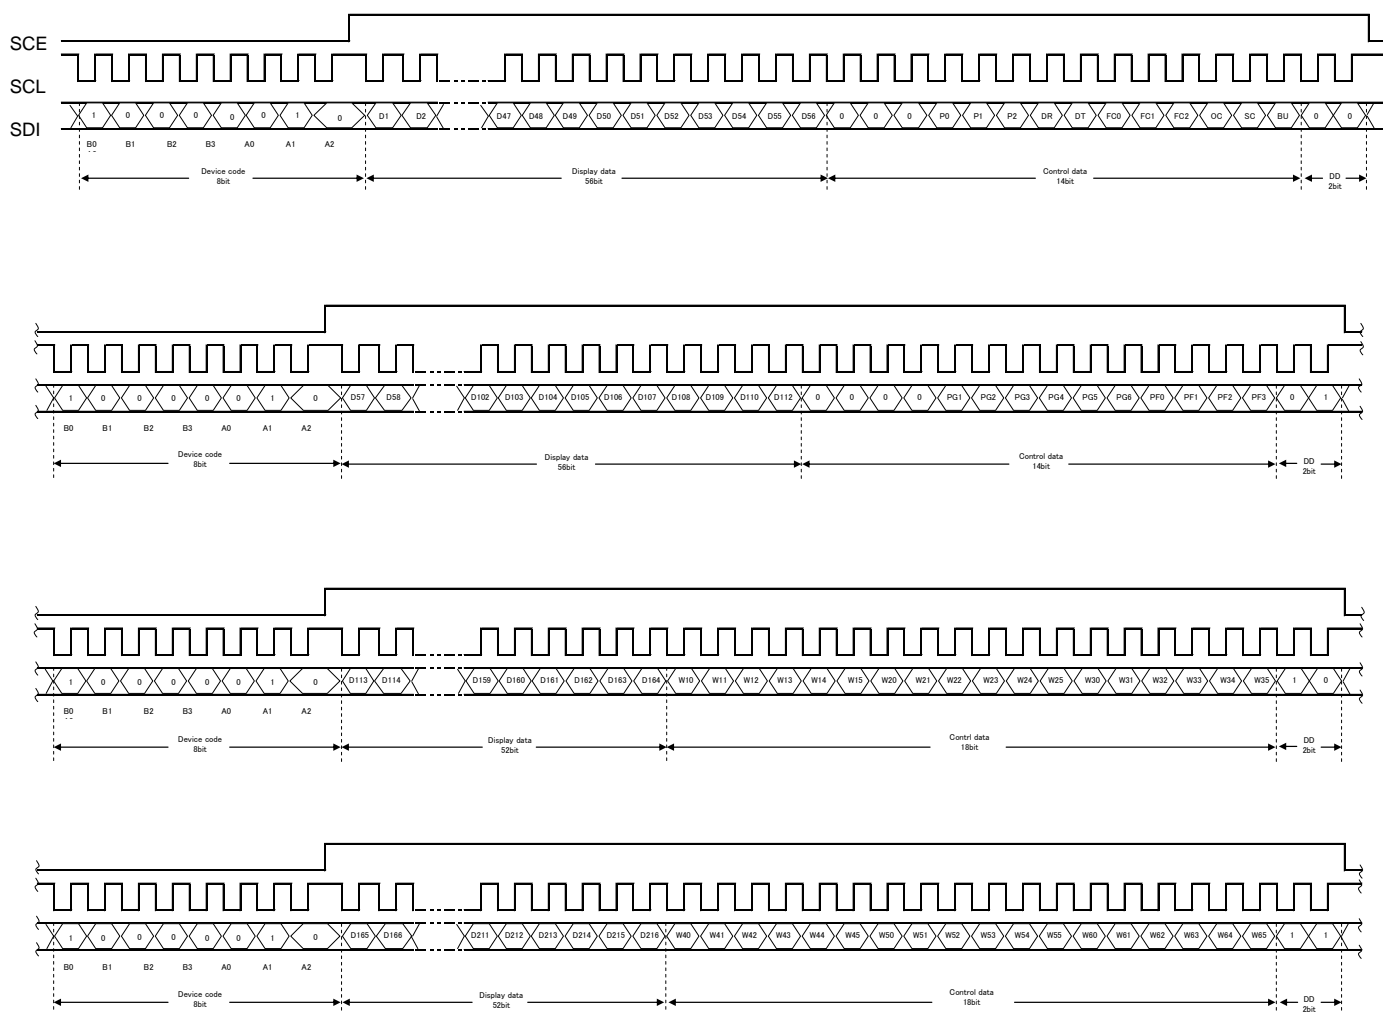 SCE
SCL
SDI
1 0 0 0 0 0 1 0 D1 D2 D47 D48 D49 D50 D51 D52 D53 D54 D55 D56 0 0 0 P0 P1 P2 DR DT FC0 FC1 FC2 OC SC BU 0 0
B0 B1 B2 B3 A0 A1 A2
Device code
8bit
Display data
56bit
Control data
14bit
DD
2bit
1 0 0 0 0 0 1 0 D57 D58 D102 D103 D104 D105 D106 D107 D108 D109 D110 D112 0 0 0 0 PG1 PG2 PG3 PG4 PG5 PG6 PF0 PF1 PF2 PF3 0 1
B0 B1 B2 B3 A0 A1 A2
Device code
8bit
Display data
56bit
Control data
14bit
DD
2bit
1 0 0 0 0 0 1 0 D113 D114 D159 D160 D161 D162 D163 D164 W10 W11 W12 W13 W14 W15 W20 W21 W22 W23 W24 W25 W30 W31 W32 W33 W34 W35 1 0
B0 B1 B2 B3 A0 A1 A2
Device code
8bit
Display data
52bit
Contrl data
18bit
DD
2bit
1 0 0 0 0 0 1 0 D165 D166 D211 D212 D213 D214 D215 D216 W40 W41 W42 W43 W44 W45 W50 W51 W52 W53 W54 W55 W60 W61 W62 W63 W64 W65 1 1
B0 B1 B2 B3 A0 A1 A2
Device code
8bit
Display data
52bit
Control data
18bit
DD
2bit